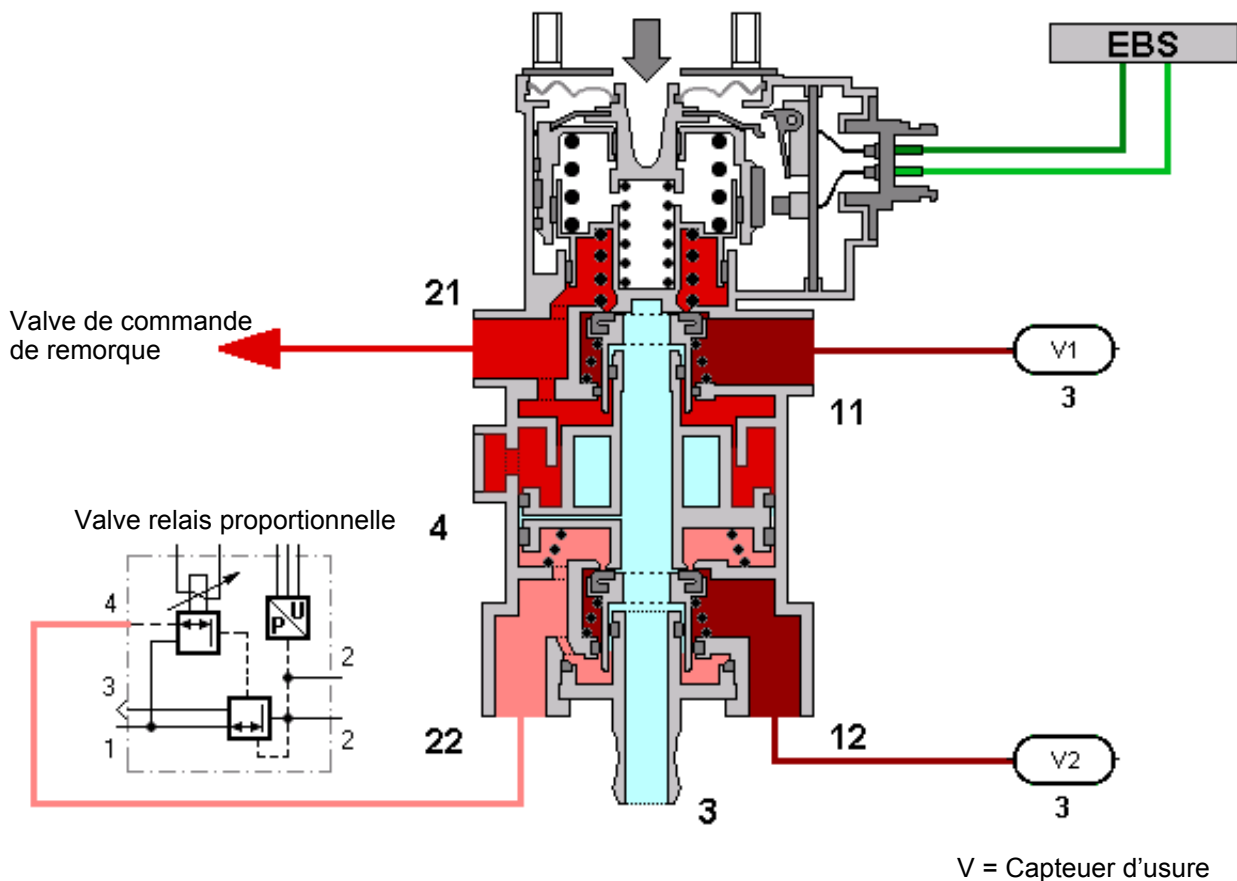 EBS
21
Valve de commande
de remorque
V1
3
11
Valve relais proportionnelle
4
4
U
P
2
3
1
2
22
12
V2
3
3
V = Capteuer d'usure